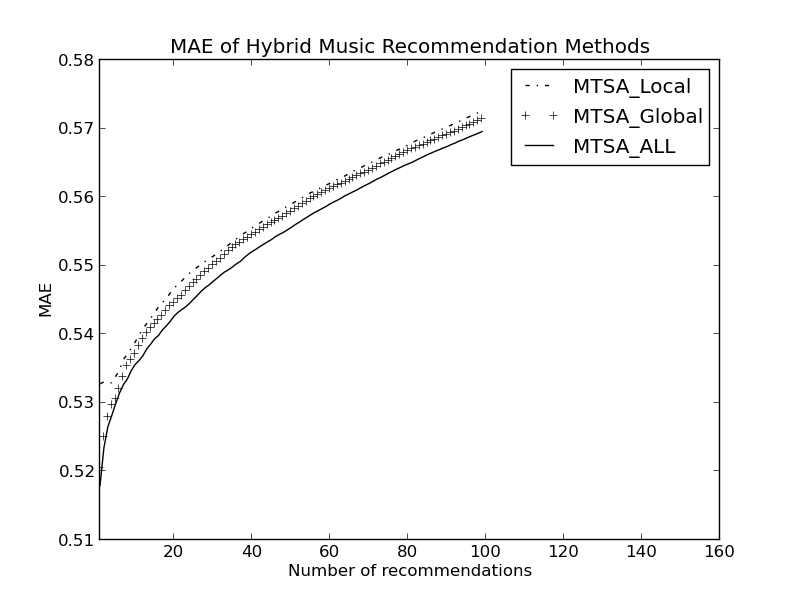 MAE of Hybrid Music Recommendation Methods
0.58
0.57
0.56
0.55
0.54
0.53
0.52
0.51
MAE
MTSA_Local
MTSA_Global
MTSA_ALL
20 40 60 80 100 120 140 160
Number of recommendations